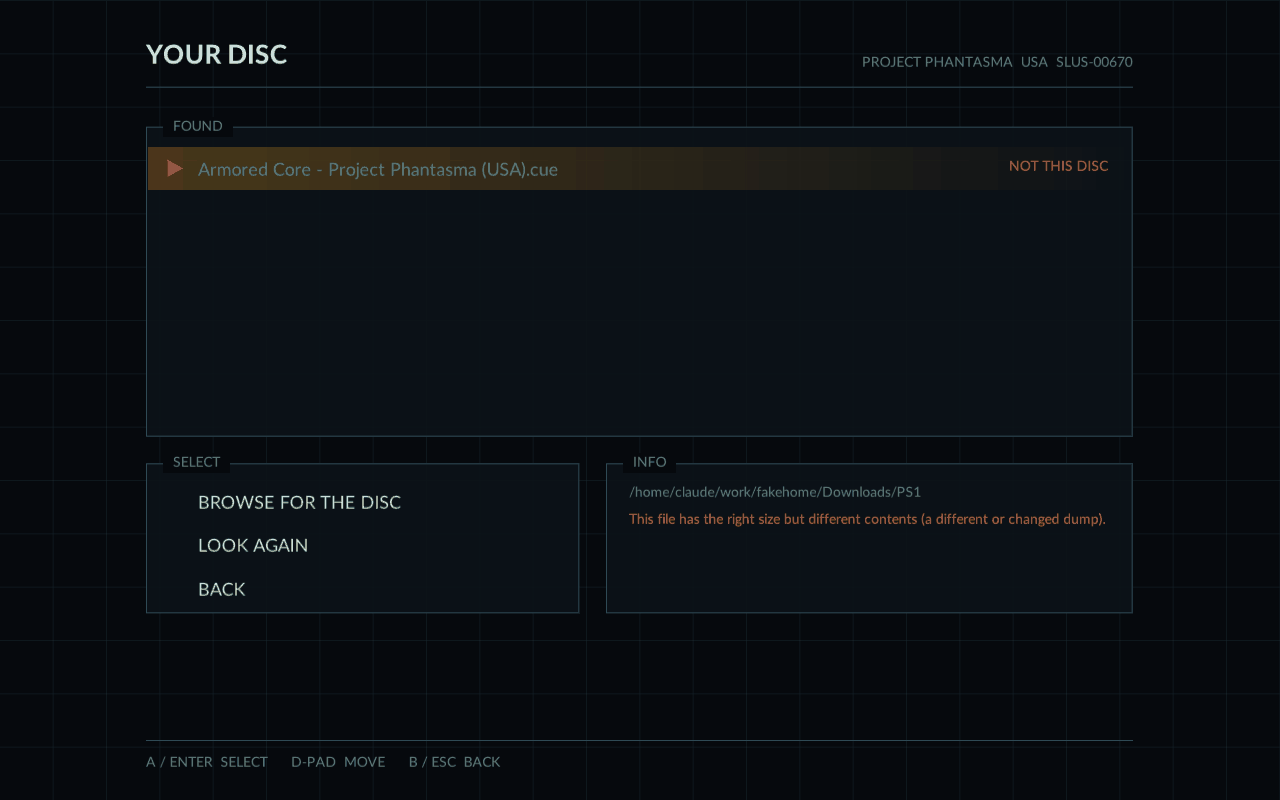 YOUR DISC
PROJECT PHANTASMA USA SLUS-00670
FOUND
Armored Core - Project Phantasma (USA).cue
NOT THIS DISC
SELECT
BROWSE FOR THE DISC
LOOK AGAIN
BACK
INFO
/home/claude/work/fakehome/Downloads/PS1
This file has the right size but different contents (a different or changed dump).
A / ENTER SELECT D-PAD MOVE B / ESC BACK